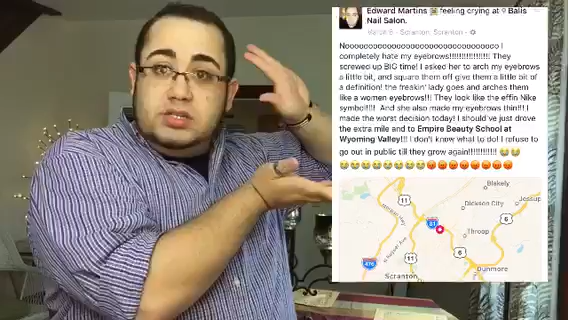 Edward Martins feeling crying at Balis
Nail Salon.
Scranton, Scranton
I
completely hate my eyebrows!!!!!!!!!!!!!!!!!!! They
screwed up BIG time! I asked her to arch my eyebrows
a little bit, and square them off give them a little bit of
a definition! the freakin' lady goes and arches them
like a women eyebrows!!! They look like the effin Nike
symbol!!!! And she also made my eyebrows thin!!! I
made the worst decision today! I should've just drove
the extra mile and to Empire Beauty School at
Wyoming Valley!!! I don't know what to do! I refuse to
go out in public till they grow again!!!!!!!!!!!!
Blakely
11
Dickson City
Jessup
6
81
Throop
11
6
476
Scranton
Dunmore